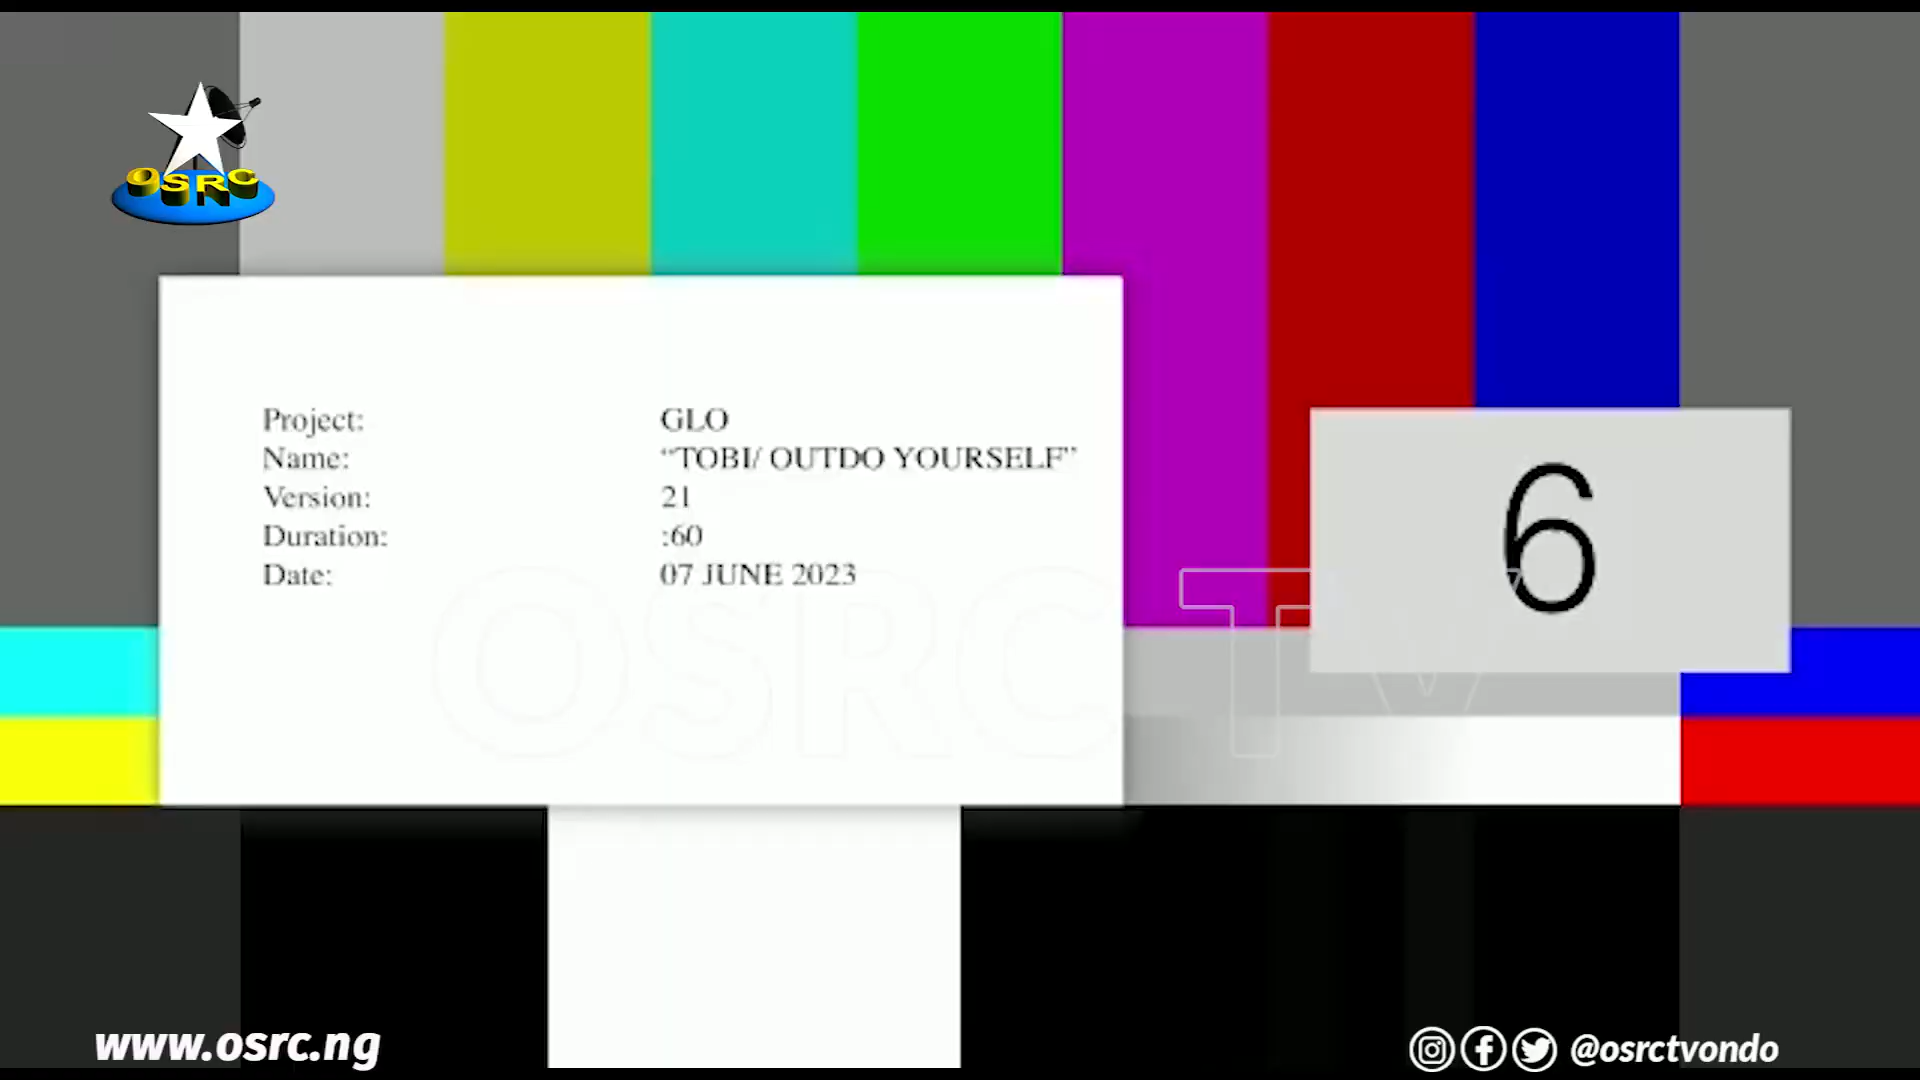 OSRC
Project: GLO
Name: “TOBI/ OUTDO YOURSELF”
Version: 21
Duration: :60
Date: 07 JUNE 2023
6
OSRC TV
www.osrc.ng
@osrctvondo